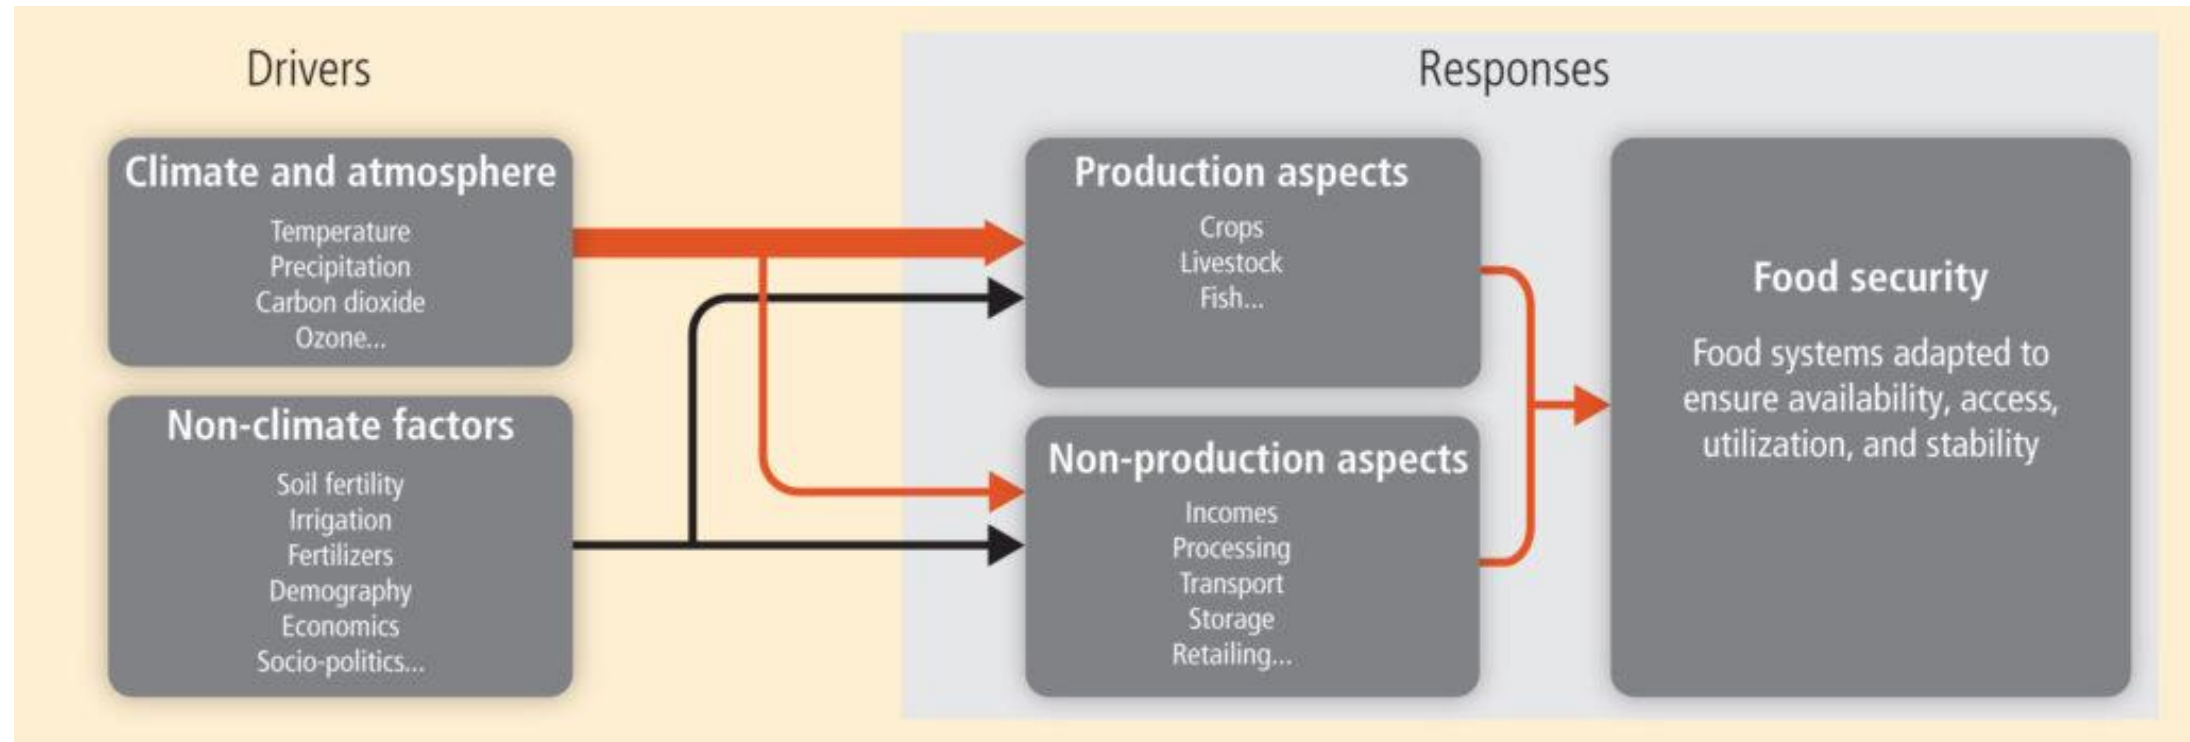 Drivers
Climate and atmosphere
Temperature
Precipitation
Carbon dioxide
Ozone...
Non-climate factors
Soil fertility
Irrigation
Fertilizers
Demography
Economics
Socio-politics...
Responses
Production aspects
Crops
Livestock
Fish...
Non-production aspects
Incomes
Processing
Transport
Storage
Retailing...
Food security
Food systems adapted to
ensure availability, access,
utilization, and stability